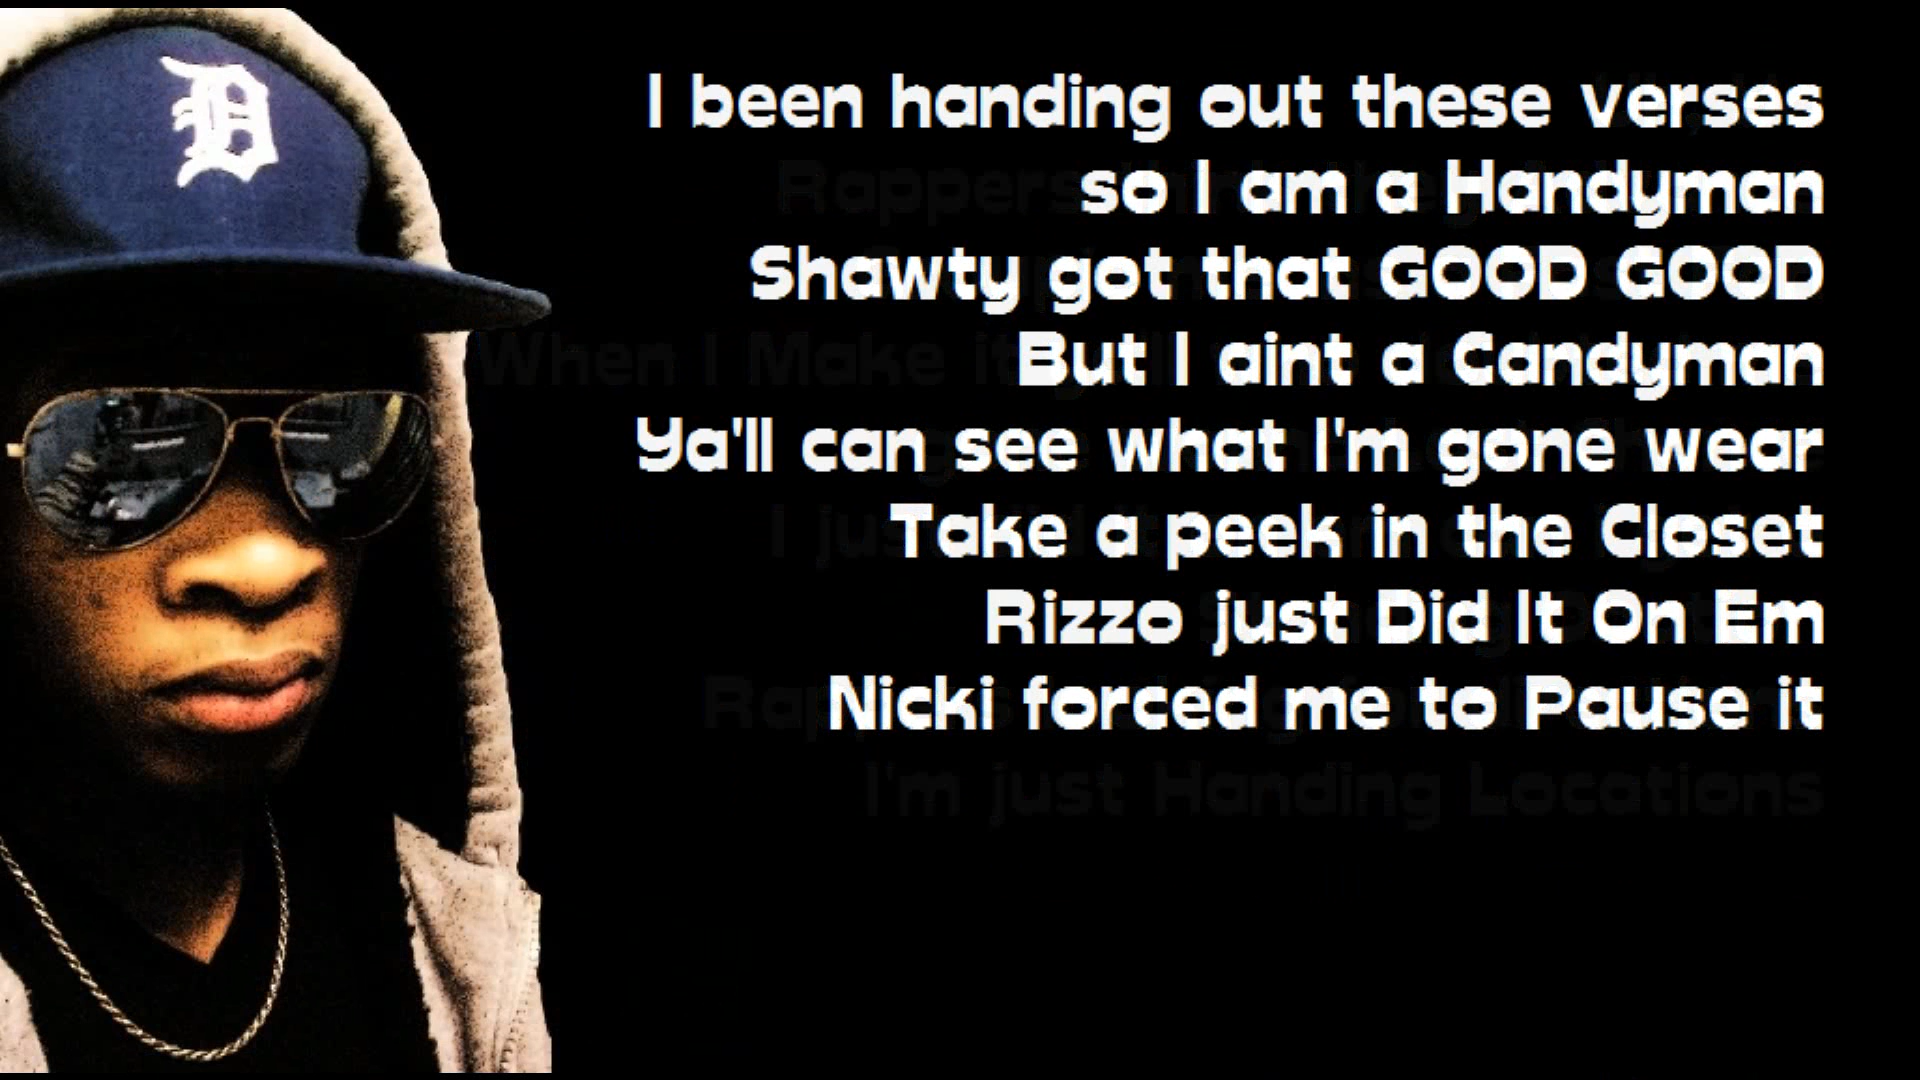 D
I been handing out these verses
so I am a Handyman
Shawty got that GOOD GOOD
But I aint a Candyman
Ya'll can see what I'm gone wear
Take a peek in the Closet
Rizzo just Did It On Em
Nicki forced me to Pause it
I'm just Handing Locations